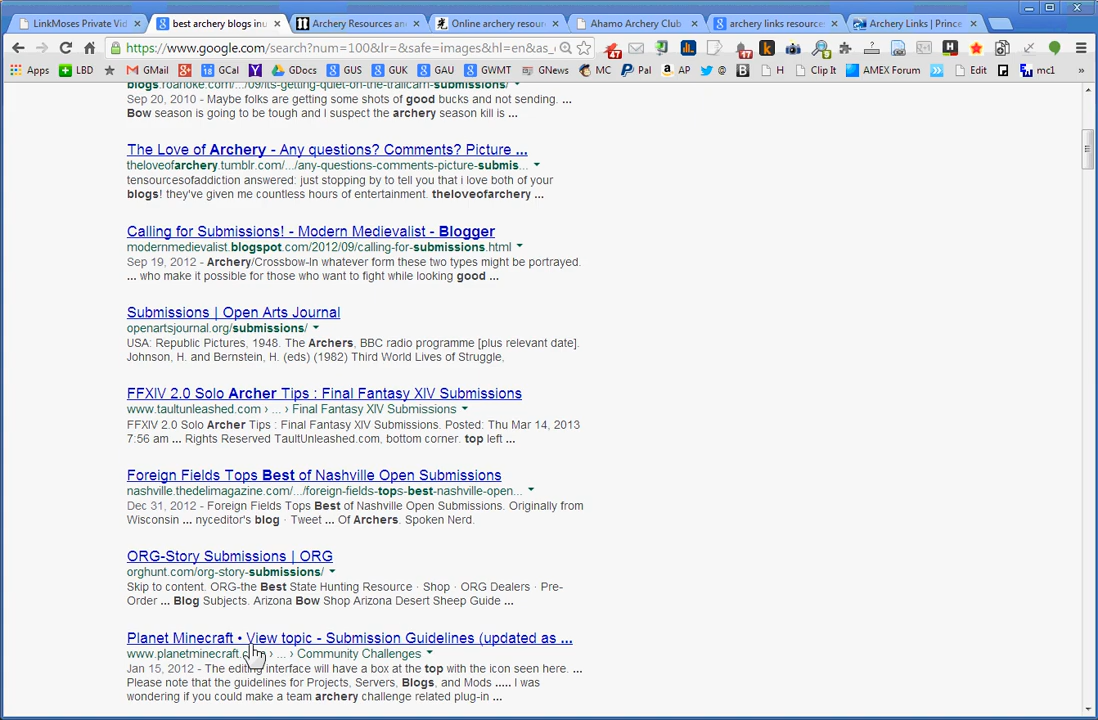 LinkMoses Private Vid
best archery blogs inu
Archery Resources and
Online archery resour
Ahamo Archery Club
archery links resource
Archery Links | Prince
https://www.google.com/search?num=100&lr=&safe=images&hl=en&as_e
Apps LBD GMail GCal GDocs GUS GUK GAU GWMT GNews MC Pal AP @ H Clip It AMEX Forum Edit mc1 »
blogs.roanoke.com/.../09/its-getting-quiet-on-the-trailcam-submissions/
Sep 20, 2010 - Maybe folks are getting some shots of good bucks and not sending. ...
Bow season is going to be tough and I suspect the archery season kill is ...
The Love of Archery - Any questions? Comments? Picture ...
theloveofarchery.tumblr.com/.../any-questions-comments-picture-submis...
tensourcesofaddiction answered: just stopping by to tell you that i love both of your
blogs! they've given me countless hours of entertainment. theloveofarchery ...
Calling for Submissions! - Modern Medievalist - Blogger
modernmedievalist.blogspot.com/2012/09/calling-for-submissions.html
Sep 19, 2012 - Archery/Crossbow-In whatever form these two types might be portrayed.
... who make it possible for those who want to fight while looking good ...
Submissions | Open Arts Journal
openartsjournal.org/submissions/
USA: Republic Pictures, 1948. The Archers, BBC radio programme [plus relevant date].
Johnson, H. and Bernstein, H. (eds) (1982) Third World Lives of Struggle,
FFXIV 2.0 Solo Archer Tips : Final Fantasy XIV Submissions
www.taultunleashed.com › ... › Final Fantasy XIV Submissions
FFXIV 2.0 Solo Archer Tips : Final Fantasy XIV Submissions. Posted: Thu Mar 14, 2013
7:56 am ... Rights Reserved TaultUnleashed.com, bottom corner. top left ...
Foreign Fields Tops Best of Nashville Open Submissions
nashville.thedelimagazine.com/.../foreign-fields-tops-best-nashville-open...
Dec 31, 2012 - Foreign Fields Tops Best of Nashville Open Submissions. Originally from
Wisconsin ... nyceditor's blog · Tweet ... Of Archers. Spoken Nerd.
ORG-Story Submissions | ORG
orghunt.com/org-story-submissions/
Skip to content. ORG-the Best State Hunting Resource · Shop · ORG Dealers · Pre-
Order ... Blog Subjects. Arizona Bow Shop Arizona Desert Sheep Guide ...
Planet Minecraft • View topic - Submission Guidelines (updated as ...
www.planetminecraft. › ... › Community Challenges
Jan 15, 2012 - The editing interface will have a box at the top with the icon seen here. ...
Please note that the guidelines for Projects, Servers, Blogs, and Mods ..... I was
wondering if you could make a team archery challenge related plug-in ...